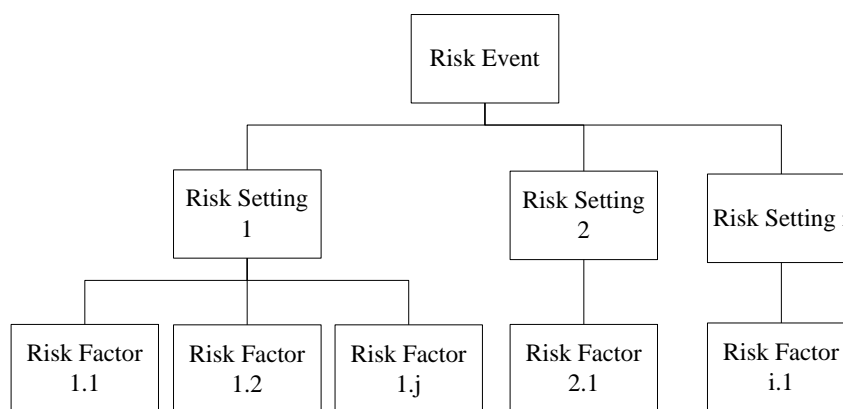 Risk Event
Risk Setting
1
Risk Setting
2
Risk Setting
Risk Factor
1.1
Risk Factor
1.2
Risk Factor
1.j
Risk Factor
2.1
Risk Factor
i.1